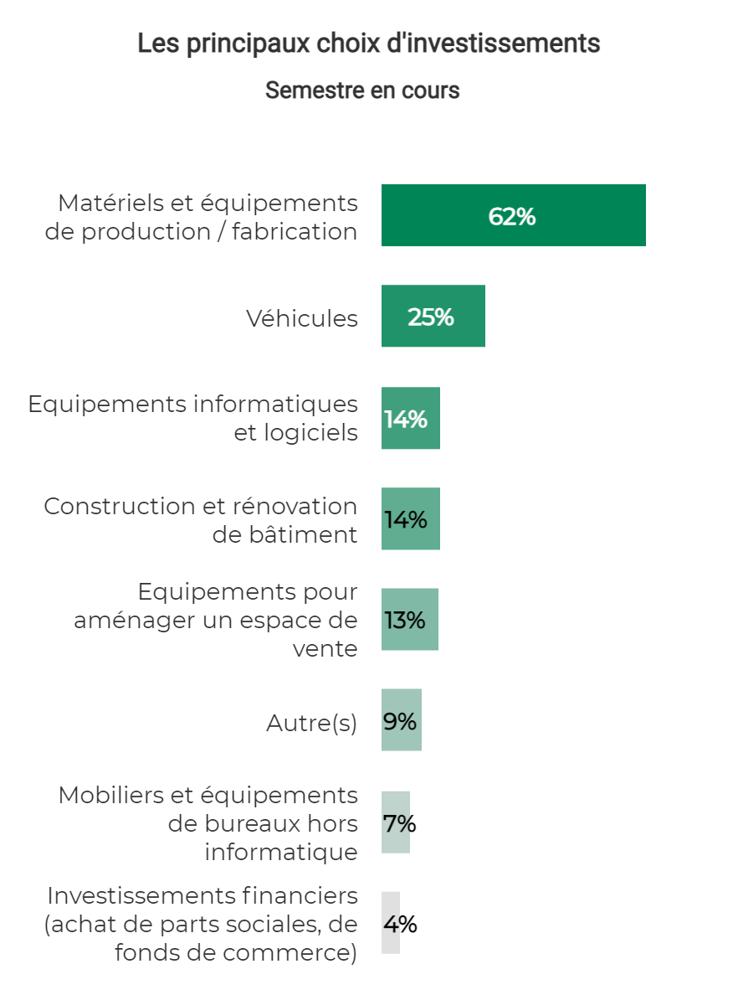 Les principaux choix d'investissements
Semestre en cours
Matériels et équipements
de production / fabrication
62%
Véhicules
25%
Equipements informatiques
et logiciels
14%
Construction et rénovation
de bâtiment
14%
Equipements pour
aménager un espace de
vente
13%
Autre(s)
9%
Mobiliers et équipements
de bureaux hors
informatique
7%
Investissements financiers
(achat de parts sociales, de
fonds de commerce)
4%